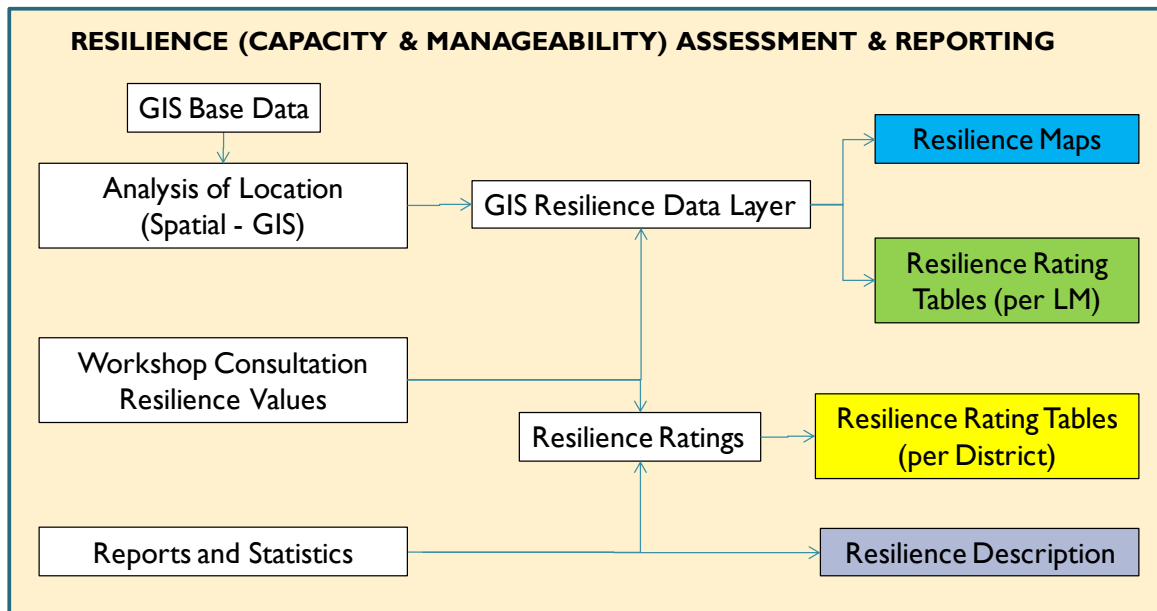 RESILIENCE (CAPACITY & MANAGEABILITY) ASSESSMENT & REPORTING
GIS Base Data
Analysis of Location
(Spatial - GIS)
GIS Resilience Data Layer
Resilience Maps
Resilience Rating
Tables (per LM)
Workshop Consultation
Resilience Values
Resilience Ratings
Resilience Rating Tables
(per District)
Reports and Statistics
Resilience Description